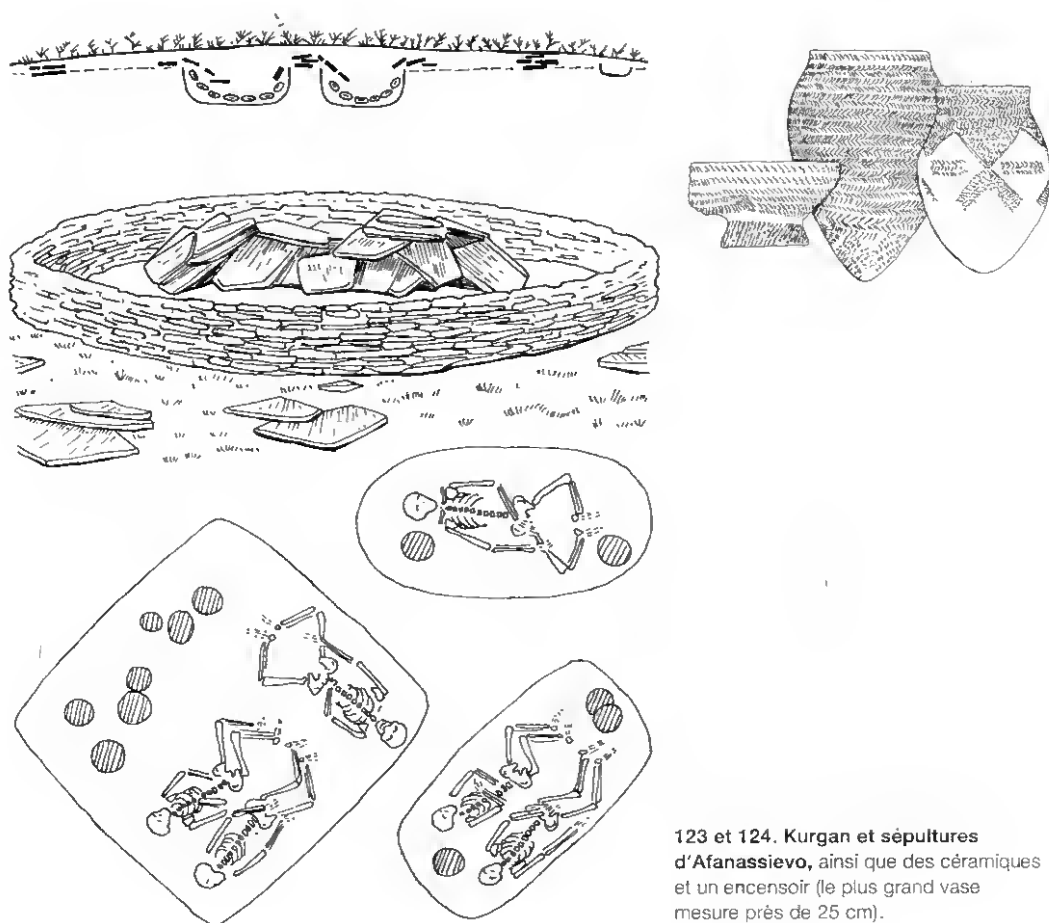 123 et 124. Kurgan et sépultures
d'Afanassievo, ainsi que des céramiques
et un encensoir (le plus grand vase
mesure près de 25 cm).